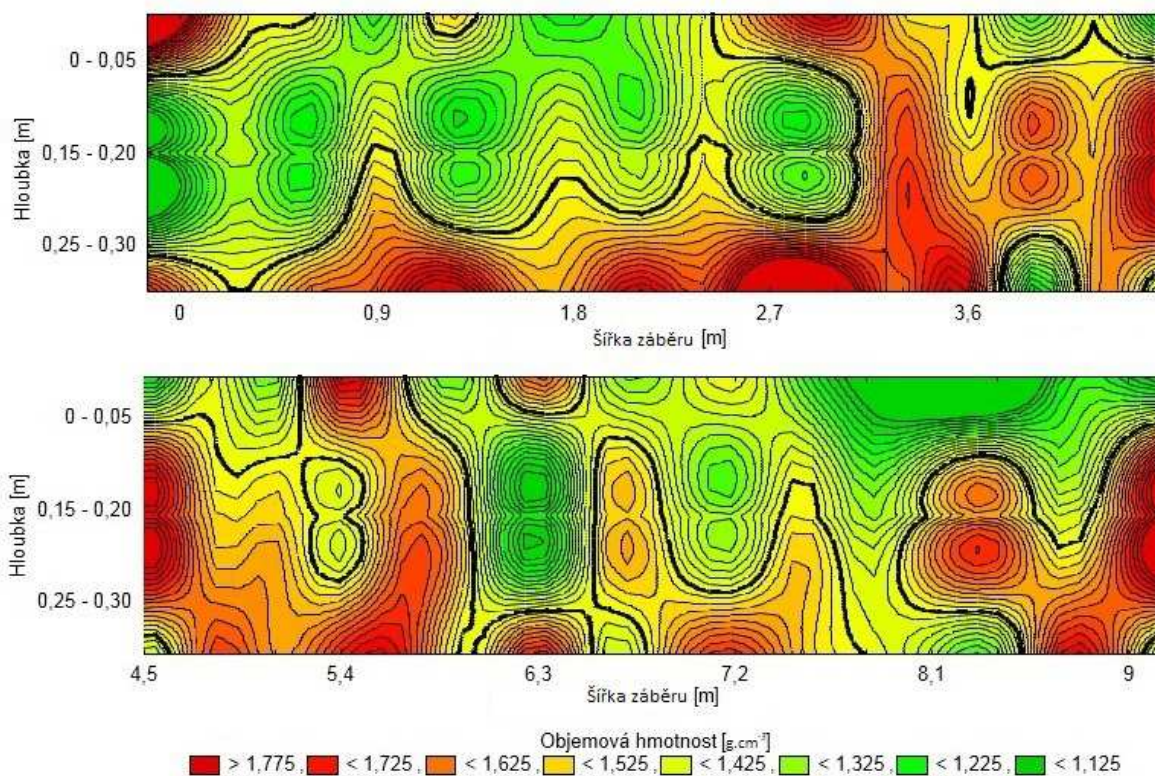 Hloubka [m]
0 - 0,05
0,15 - 0,20
0,25 - 0,30
0 0,9 1,8 2,7 3,6
Šířka záběru [m]
Hloubka [m]
0 - 0,05
0,15 - 0,20
0,25 - 0,30
4,5 5,4 6,3 7,2 8,1 9
Šířka záběru [m]
Objemová hmotnost [g.cm⁻³]
> 1,775 , < 1,725 , < 1,625 , < 1,525 , < 1,425 , < 1,325 , < 1,225 , < 1,125